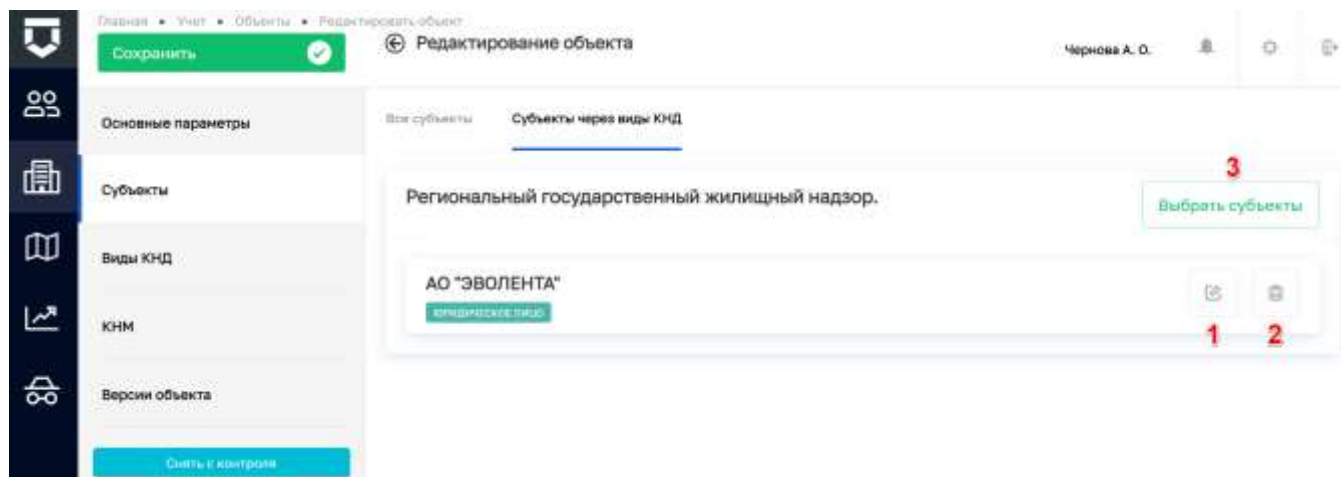 Главная • Учет • Объекты • Редактировать объект
Сохранить
Редактирование объекта
Чернова А. О.
Основные параметры
Субъекты
Виды КНД
КНМ
Версии объекта
Снять с контроля
Все субъекты
Субъекты через виды КНД
Региональный государственный жилищный надзор.
3
Выбрать субъекты
АО "ЭВОЛЕНТА"
ЮРИДИЧЕСКОЕ ЛИЦО
1
2